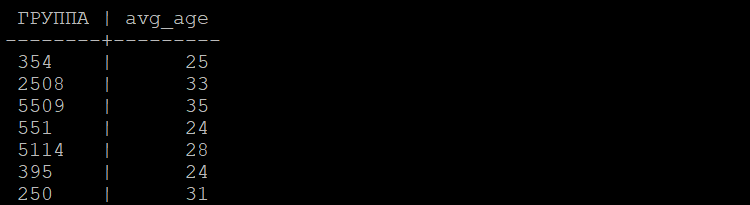 ГРУППА | avg_age
--------+---------
354 | 25
2508 | 33
5509 | 35
551 | 24
5114 | 28
395 | 24
250 | 31